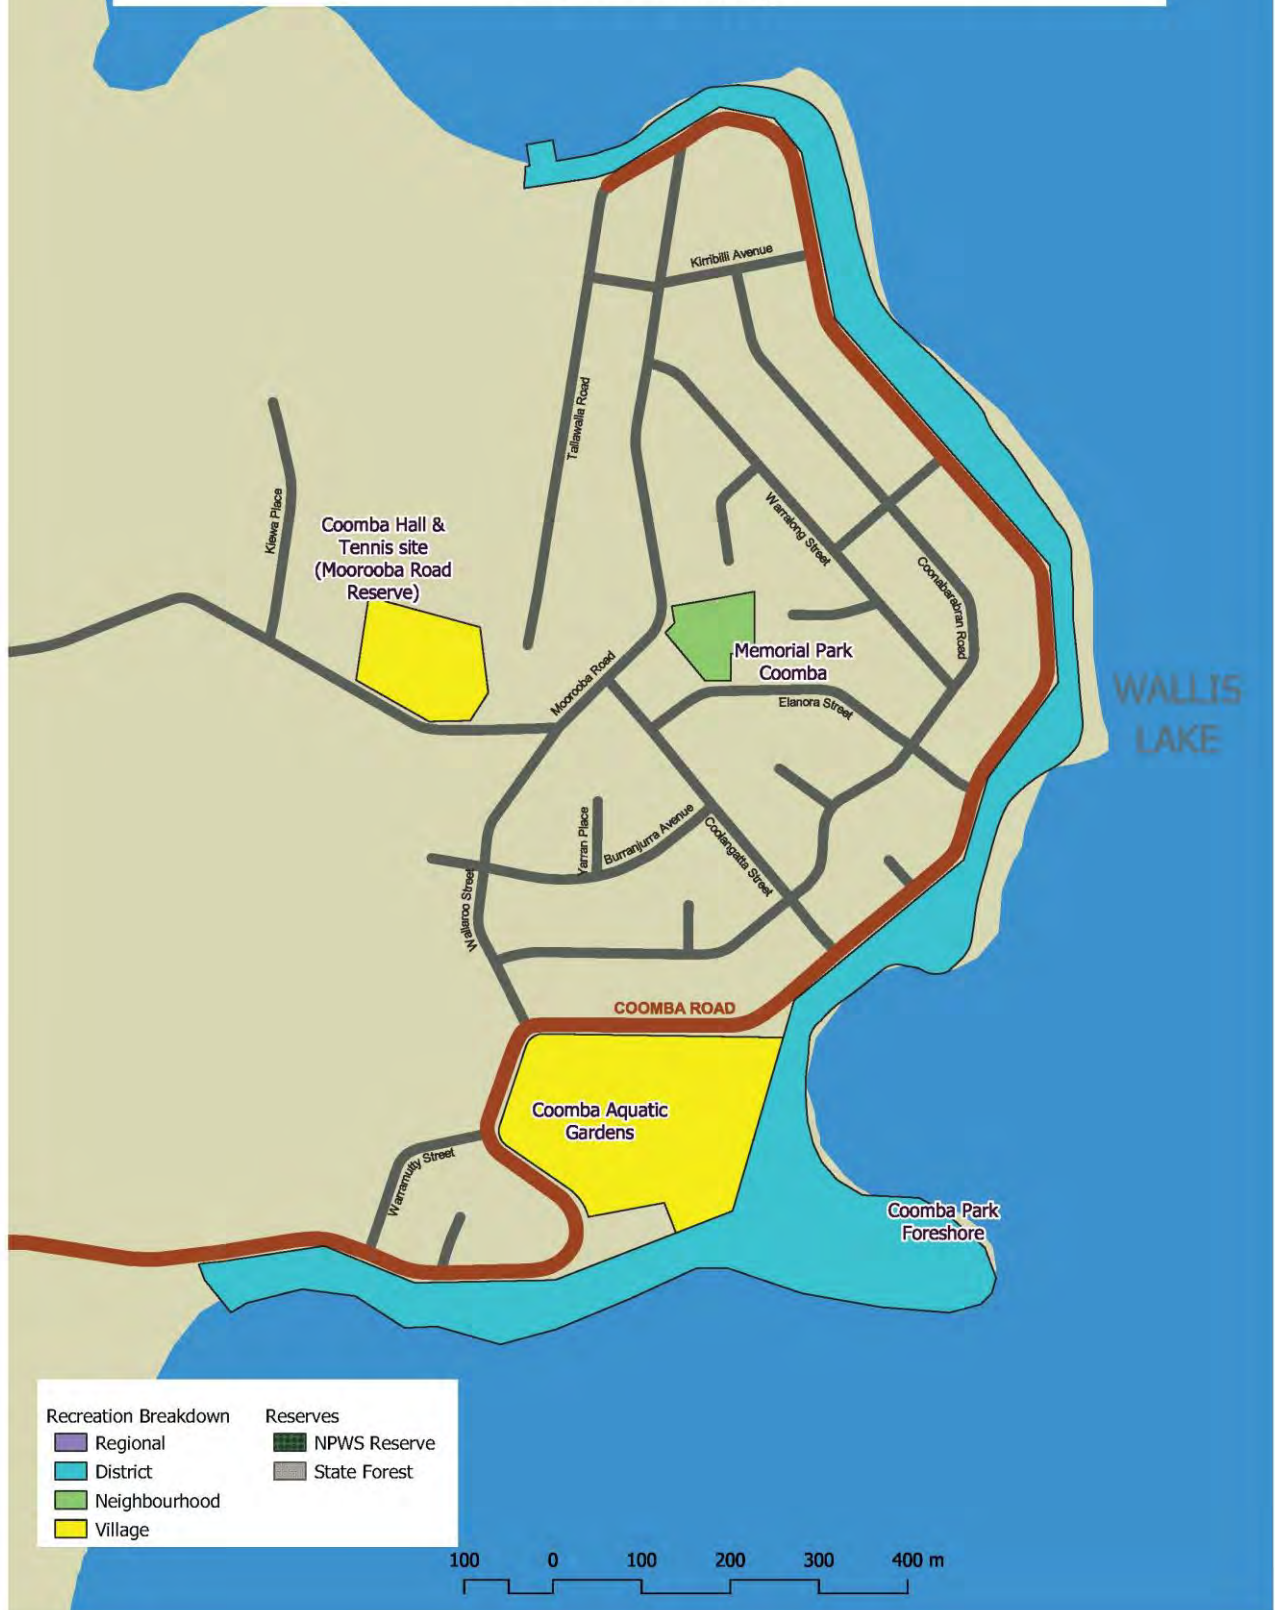 Kirribilli Avenue
Tallawalla Road
Kiewa Place
Coomba Hall &
Tennis site
(Moorooba Road
Reserve)
Warralong Street
Coonabarabran Road
Memorial Park
Coomba
Moorooba Road
Elanora Street
WALLIS
LAKE
Yarran Place
Burranjurra Avenue
Coolangatta Street
Wallaroo Street
COOMBA ROAD
Coomba Aquatic
Gardens
Warramutty Street
Coomba Park
Foreshore
Recreation Breakdown
Regional
District
Neighbourhood
Village
Reserves
NPWS Reserve
State Forest
100 0 100 200 300 400 m